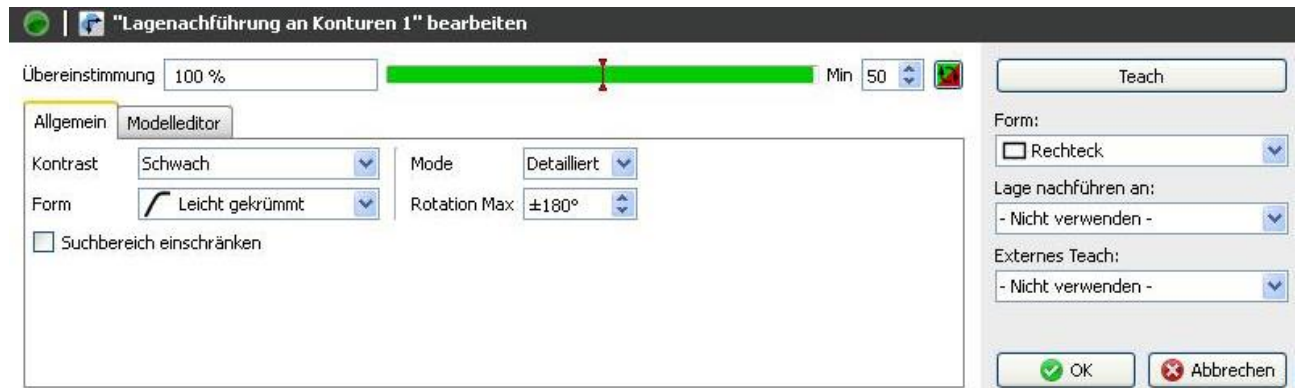 "Lagenachführung an Konturen 1" bearbeiten
Übereinstimmung 100 % Min 50
Allgemein Modelleditor
Kontrast Schwach Mode Detailliert
Form Leicht gekrümmt Rotation Max ±180°
Suchbereich einschränken
Teach
Form:
Rechteck
Lage nachführen an:
- Nicht verwenden -
Externes Teach:
- Nicht verwenden -
OK Abbrechen